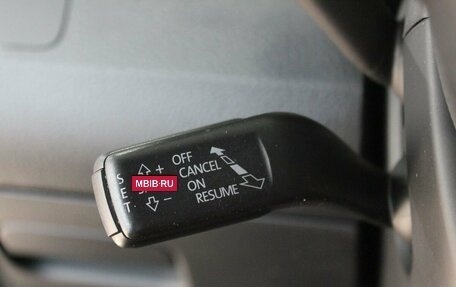 OFF
CANCEL
ON
RESUME
+
MBIB·RU
−
SET